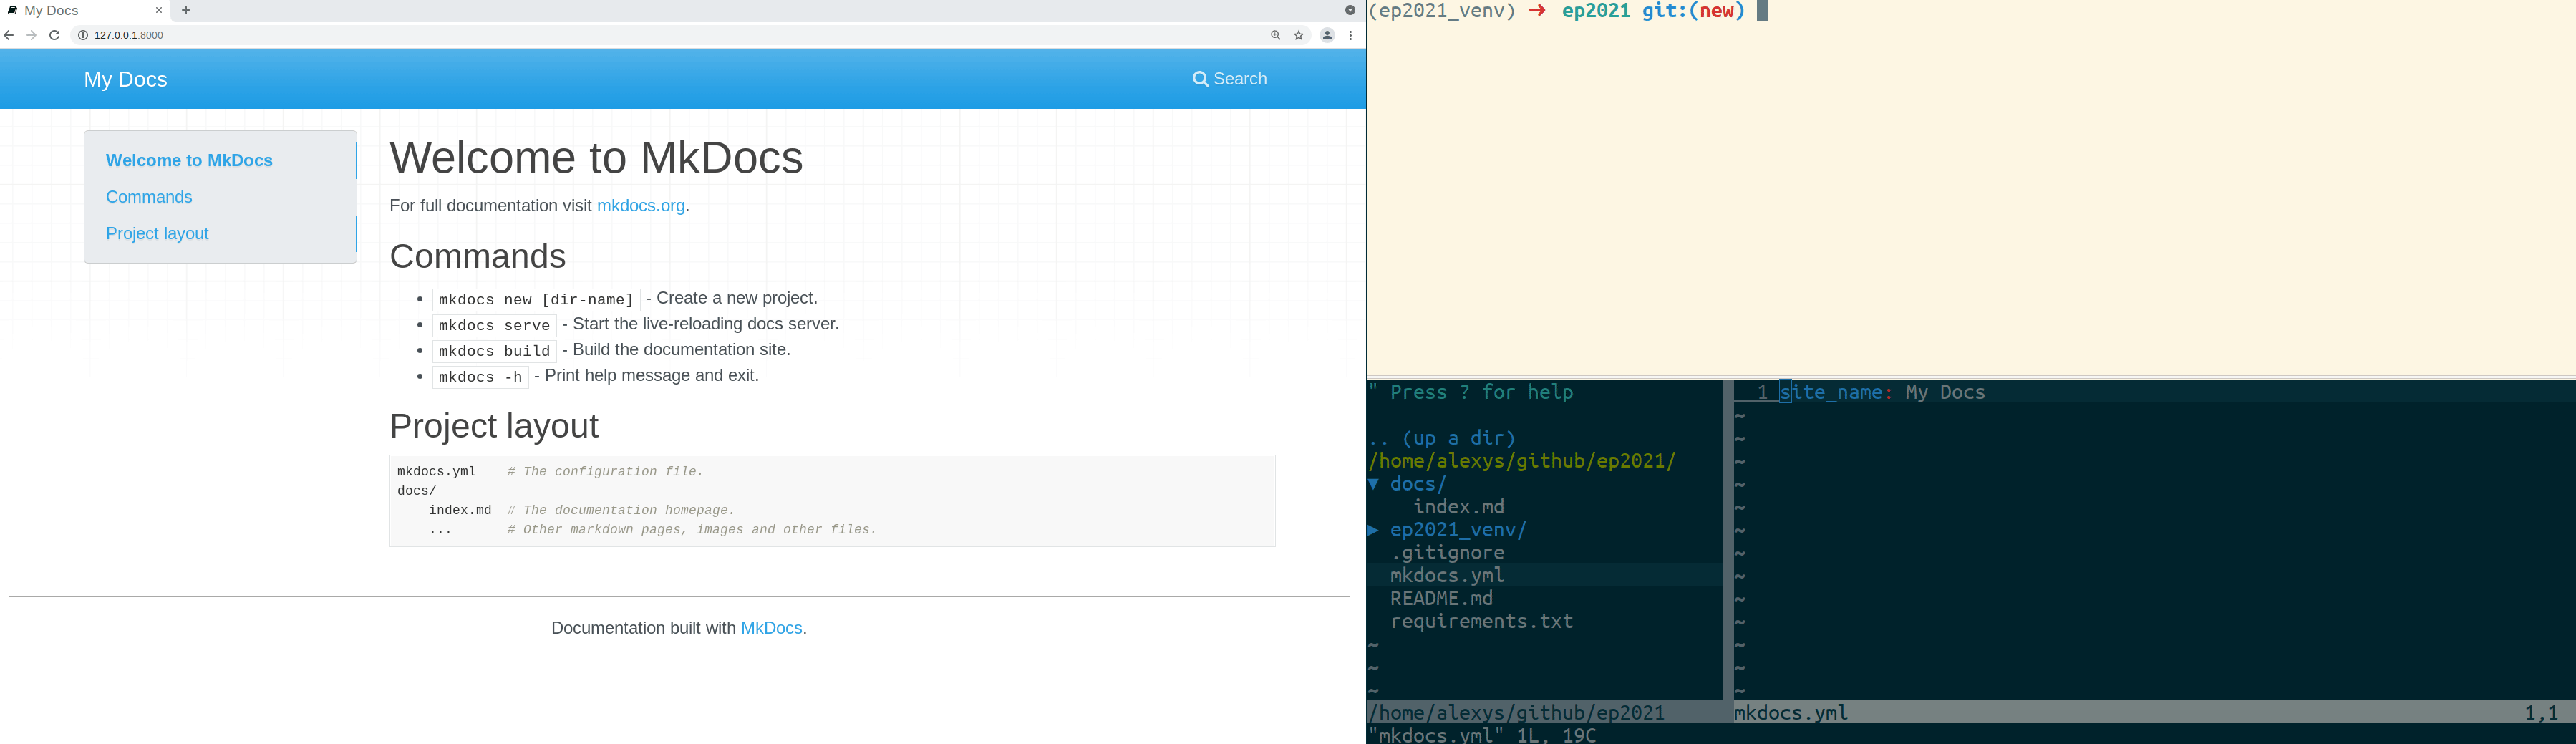 My Docs
127.0.0.1:8000
My Docs
Search
Welcome to MkDocs
Commands
Project layout
Welcome to MkDocs
For full documentation visit mkdocs.org.
Commands
• mkdocs new [dir-name] - Create a new project.
• mkdocs serve - Start the live-reloading docs server.
• mkdocs build - Build the documentation site.
• mkdocs -h - Print help message and exit.
Project layout
mkdocs.yml    # The configuration file.
docs/
    index.md  # The documentation homepage.
    ...       # Other markdown pages, images and other files.
Documentation built with MkDocs.
(ep2021_venv) ➜ ep2021 git:(new)
" Press ? for help
.. (up a dir)
/home/alexys/github/ep2021/
▼ docs/
    index.md
▶ ep2021_venv/
  .gitignore
  mkdocs.yml
  README.md
  requirements.txt
~
~
~
/home/alexys/github/ep2021
1 site_name: My Docs
~
~
~
~
~
~
~
~
~
~
~
~
~
mkdocs.yml 1,1
"mkdocs.yml" 1L, 19C